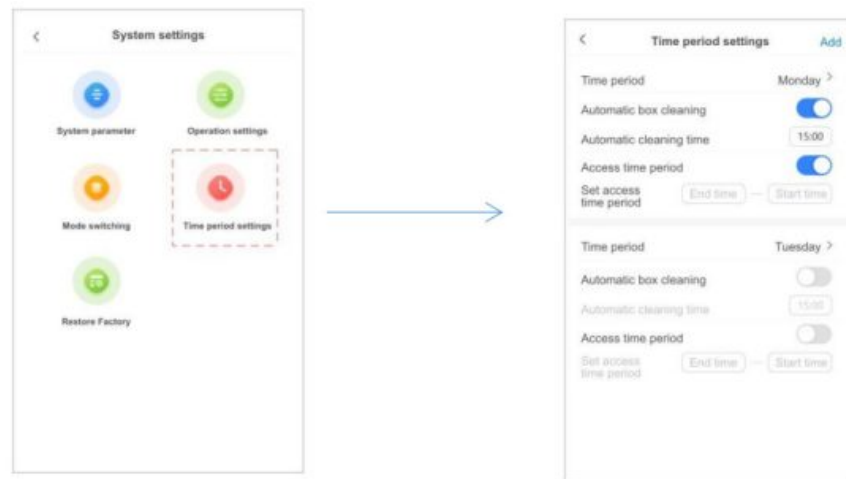 System settings
System parameter
Operation settings
Mode switching
Time period settings
Restore Factory
Time period settings
Add
Time period
Monday
Automatic box cleaning
Automatic cleaning time
15:00
Access time period
Set access
time period
End time
Start time
Time period
Tuesday
Automatic box cleaning
Automatic cleaning time
15:00
Access time period
Set access
time period
End time
Start time